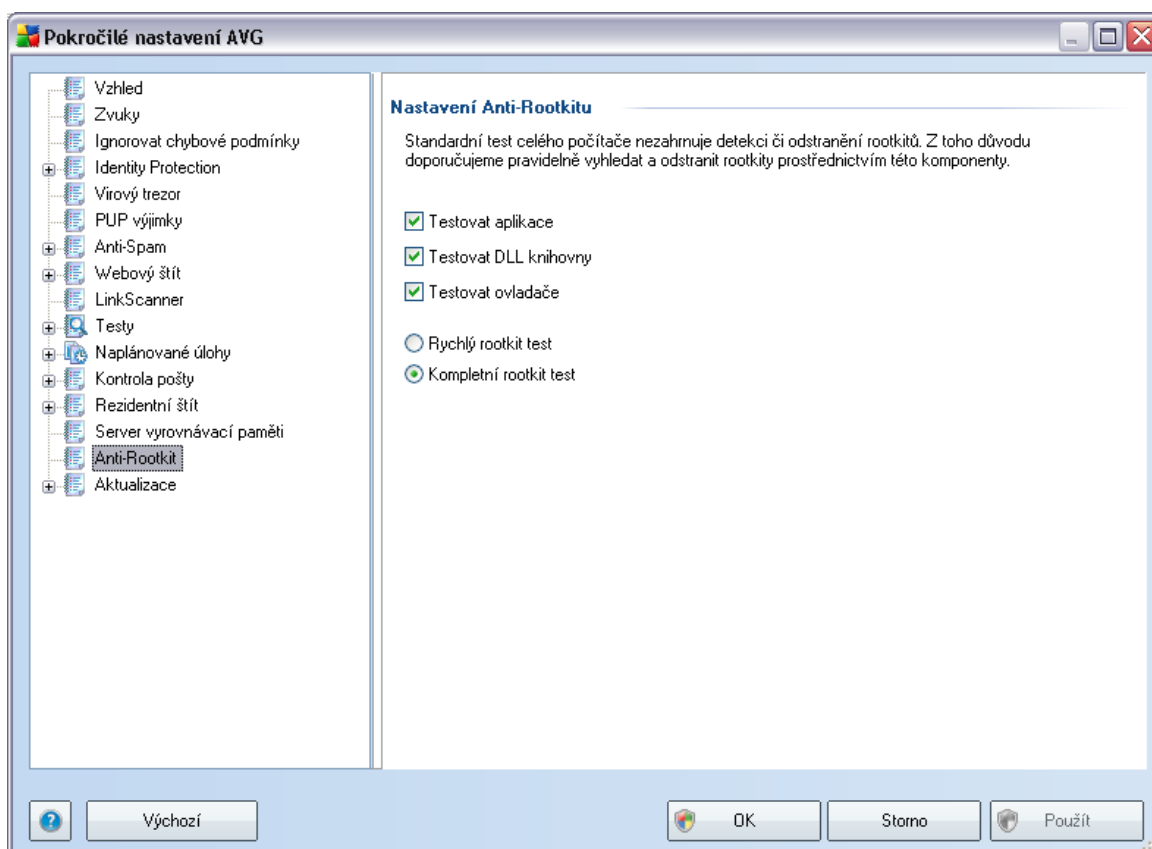 Pokročilé nastavení AVG
Vzhled
Zvuky
Ignorovat chybové podmínky
Identity Protection
Virový trezor
PUP výjimky
Anti-Spam
Webový štít
LinkScanner
Testy
Naplánované úlohy
Kontrola pošty
Rezidentní štít
Server vyrovnávací paměti
Anti-Rootkit
Aktualizace
Nastavení Anti-Rootkitu
Standardní test celého počítače nezahrnuje detekci či odstranění rootkitů. Z toho důvodu
doporučujeme pravidelně vyhledat a odstranit rootkity prostřednictvím této komponenty.
Testovat aplikace
Testovat DLL knihovny
Testovat ovladače
Rychlý rootkit test
Kompletní rootkit test
Výchozí
OK
Storno
Použít